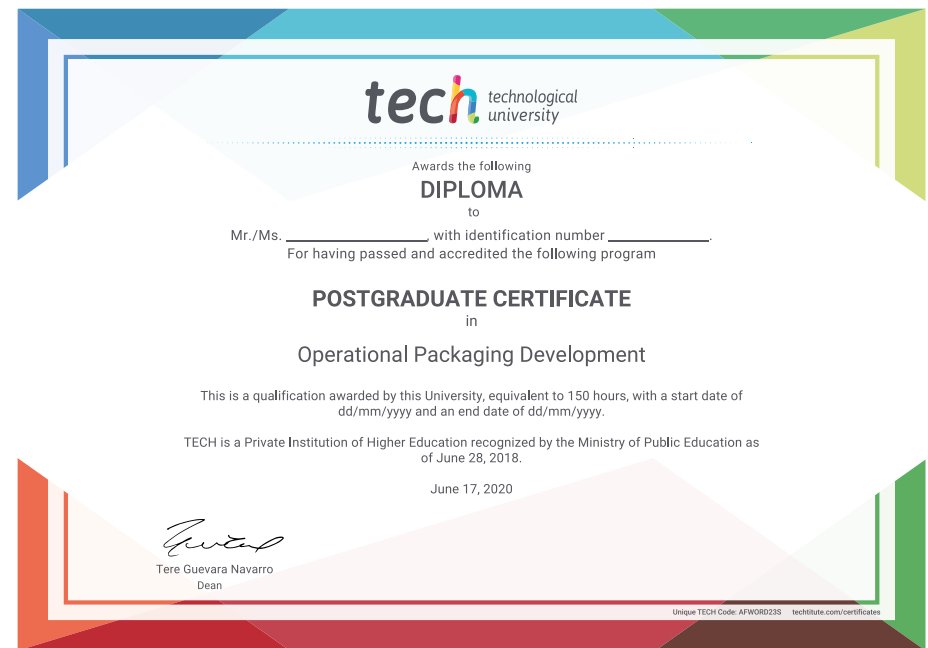 tech technological
university
Awards the following
DIPLOMA
to
Mr./Ms. ____________, with identification number ____________.
For having passed and accredited the following program
POSTGRADUATE CERTIFICATE
in
Operational Packaging Development
This is a qualification awarded by this University, equivalent to 150 hours, with a start date of
dd/mm/yyyy and an end date of dd/mm/yyyy.
TECH is a Private Institution of Higher Education recognized by the Ministry of Public Education as
of June 28, 2018.
June 17, 2020
Tere Guevara Navarro
Dean
Unique TECH Code: AFWORD23S techtitute.com/certificates